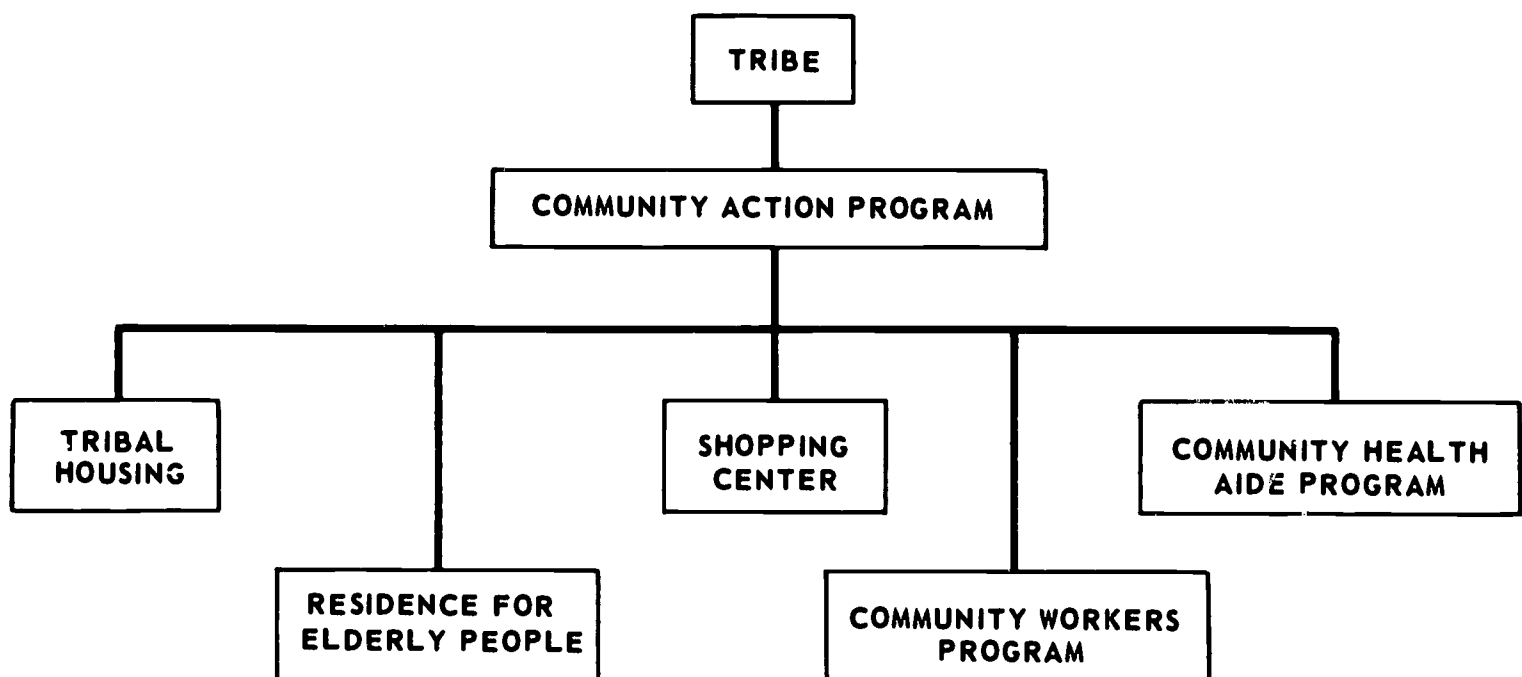 TRIBE
COMMUNITY ACTION PROGRAM
TRIBAL
HOUSING
SHOPPING
CENTER
COMMUNITY HEALTH
AIDE PROGRAM
RESIDENCE FOR
ELDERLY PEOPLE
COMMUNITY WORKERS
PROGRAM